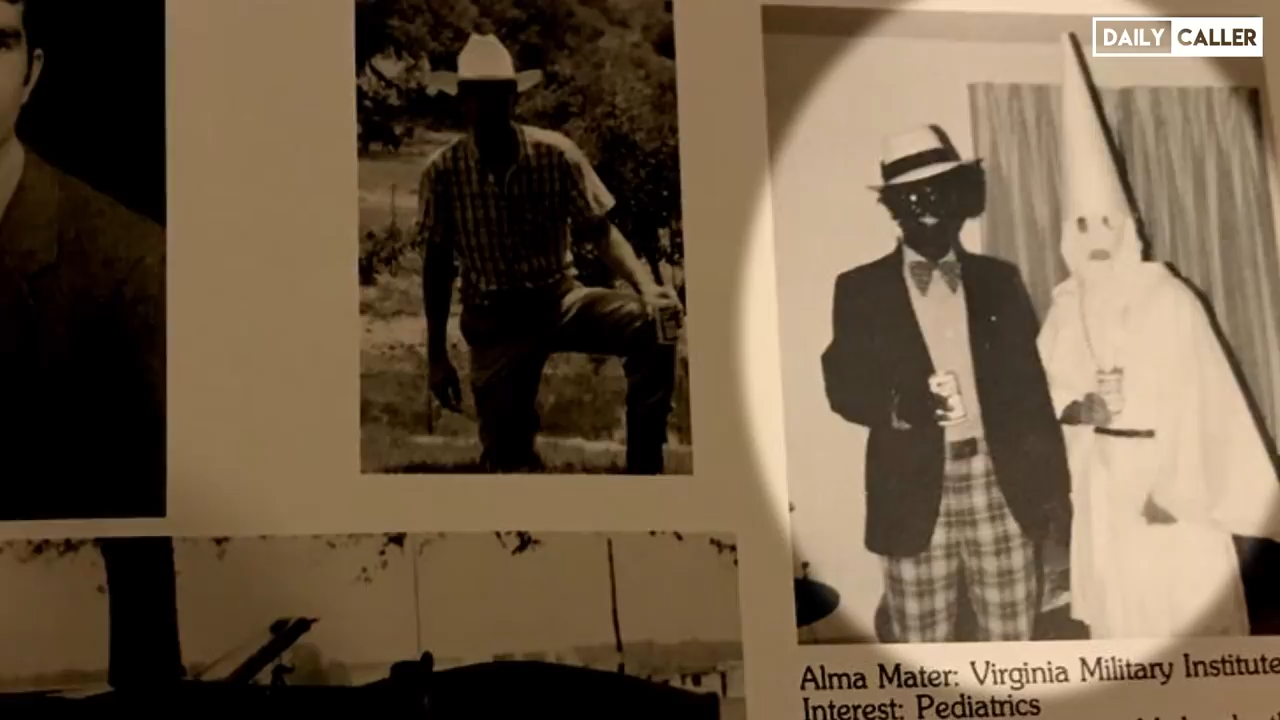 DAILY CALLER
Alma Mater: Virginia Military Institute
Interest: Pediatrics